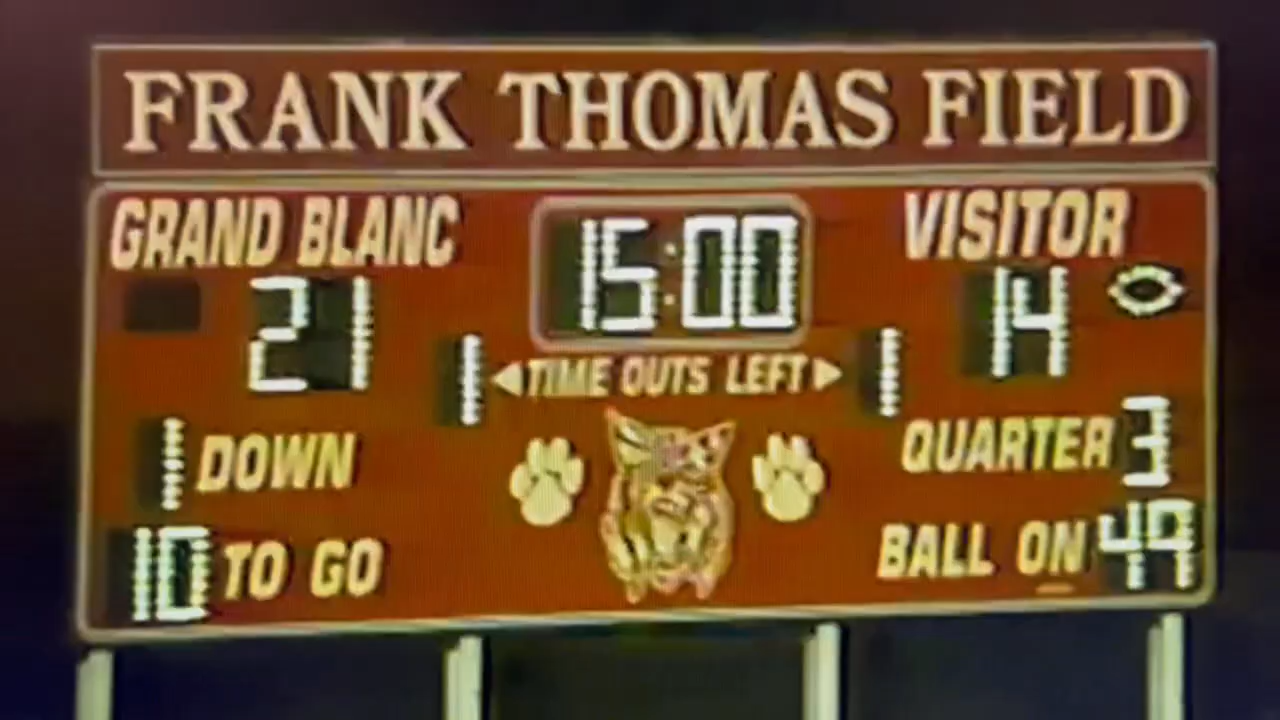 FRANK THOMAS FIELD
GRAND BLANC 15:00 VISITOR
21 14
1 TIME OUTS LEFT 1
1 DOWN QUARTER 3
10 TO GO BALL ON 49